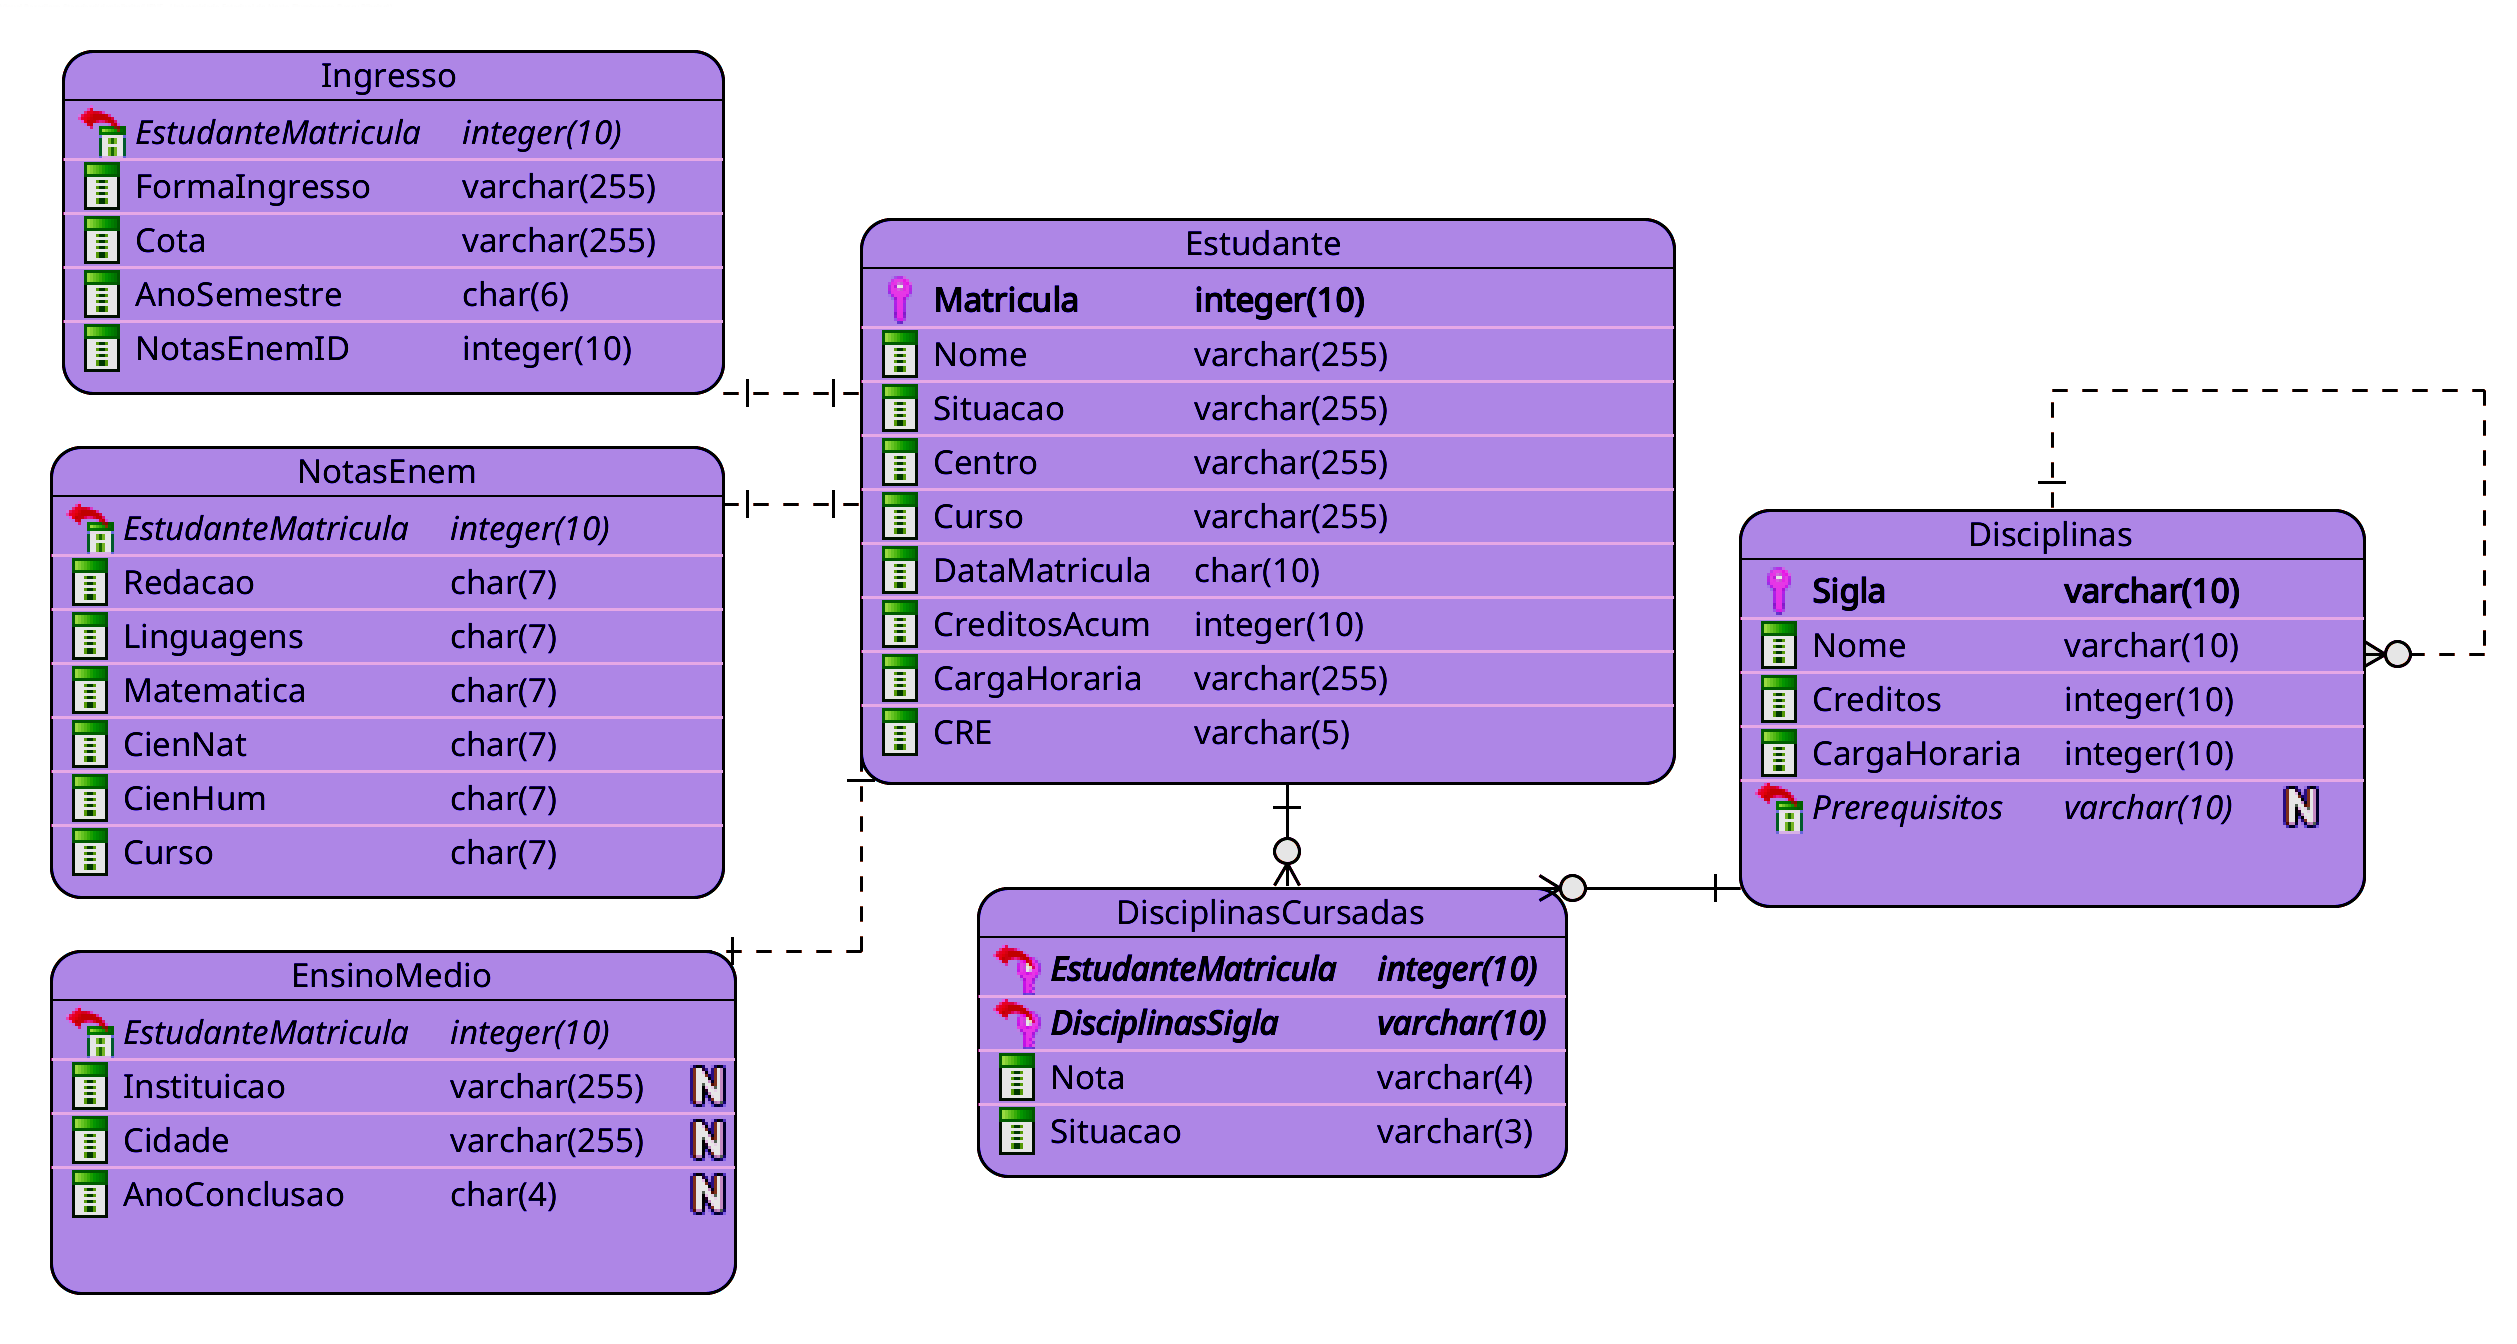 Ingresso
EstudanteMatricula integer(10)
FormaIngresso varchar(255)
Cota varchar(255)
AnoSemestre char(6)
NotasEnemID integer(10)
NotasEnem
EstudanteMatricula integer(10)
Redacao char(7)
Linguagens char(7)
Matematica char(7)
CienNat char(7)
CienHum char(7)
Curso char(7)
EnsinoMedio
EstudanteMatricula integer(10)
Instituicao varchar(255) N
Cidade varchar(255) N
AnoConclusao char(4) N
Estudante
Matricula integer(10)
Nome varchar(255)
Situacao varchar(255)
Centro varchar(255)
Curso varchar(255)
DataMatricula char(10)
CreditosAcum integer(10)
CargaHoraria varchar(255)
CRE varchar(5)
DisciplinasCursadas
EstudanteMatricula integer(10)
DisciplinasSigla varchar(10)
Nota varchar(4)
Situacao varchar(3)
Disciplinas
Sigla varchar(10)
Nome varchar(10)
Creditos integer(10)
CargaHoraria integer(10)
Prerequisitos varchar(10) N